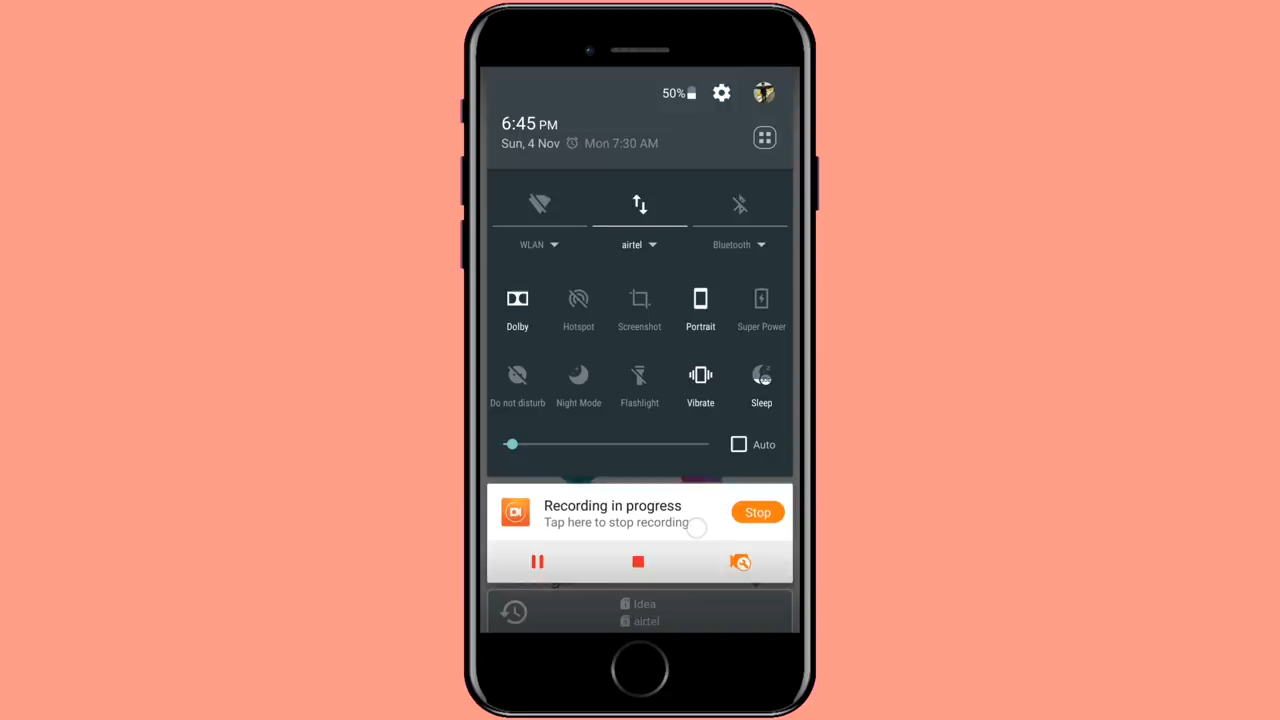 50%
6:45 PM
Sun, 4 Nov Mon 7:30 AM
WLAN airtel Bluetooth
Dolby Hotspot Screenshot Portrait Super Power
Do not disturb Night Mode Flashlight Vibrate Sleep
Auto
Recording in progress
Tap here to stop recording
Stop
Idea
airtel